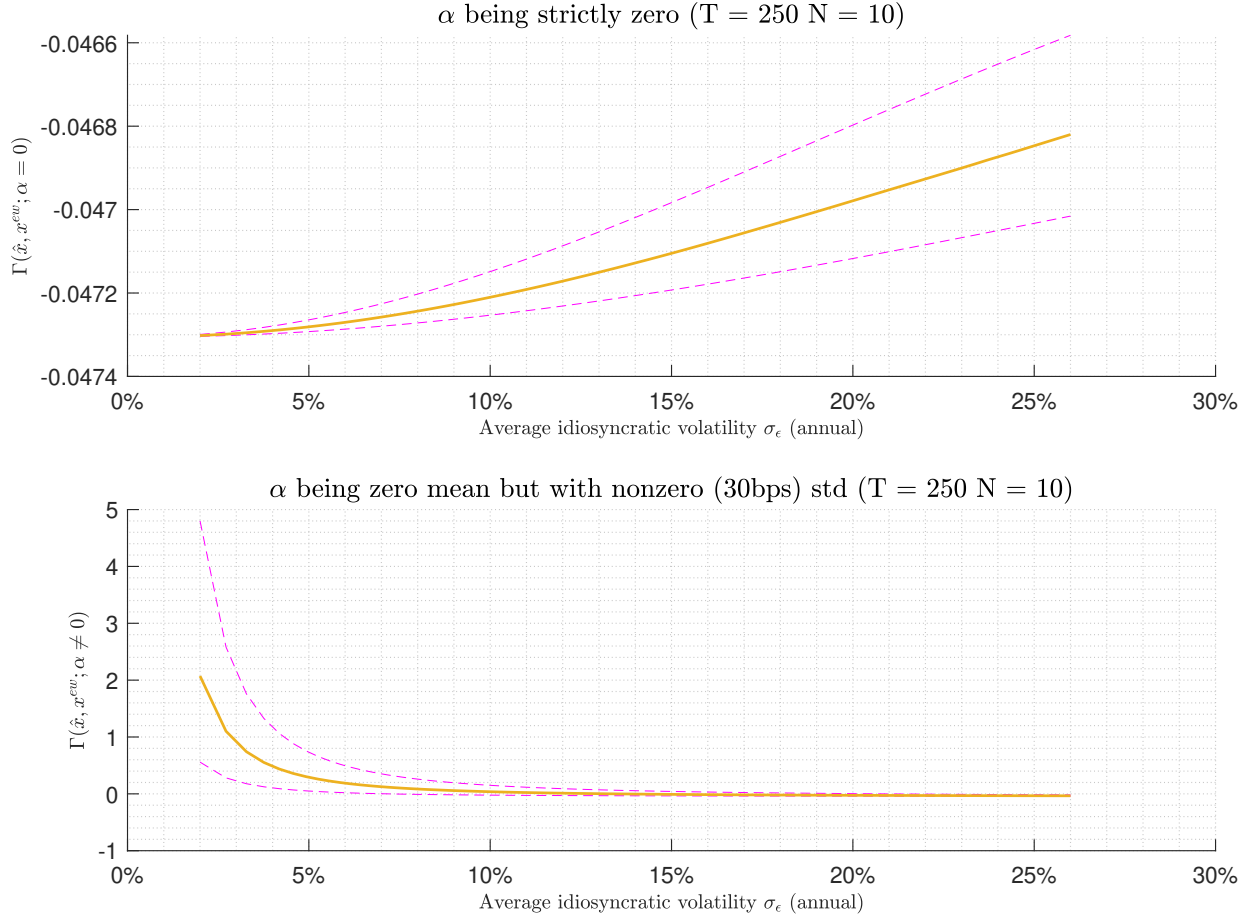 α being strictly zero (T = 250 N = 10)
-0.0466
-0.0468
-0.047
-0.0472
-0.0474
Γ(x̂, x^{ew}; α = 0)
0% 5% 10% 15% 20% 25% 30%
Average idiosyncratic volatility σ_ϵ (annual)
α being zero mean but with nonzero (30bps) std (T = 250 N = 10)
5
4
3
2
1
0
-1
Γ(x̂, x^{ew}; α ≠ 0)
0% 5% 10% 15% 20% 25% 30%
Average idiosyncratic volatility σ_ϵ (annual)